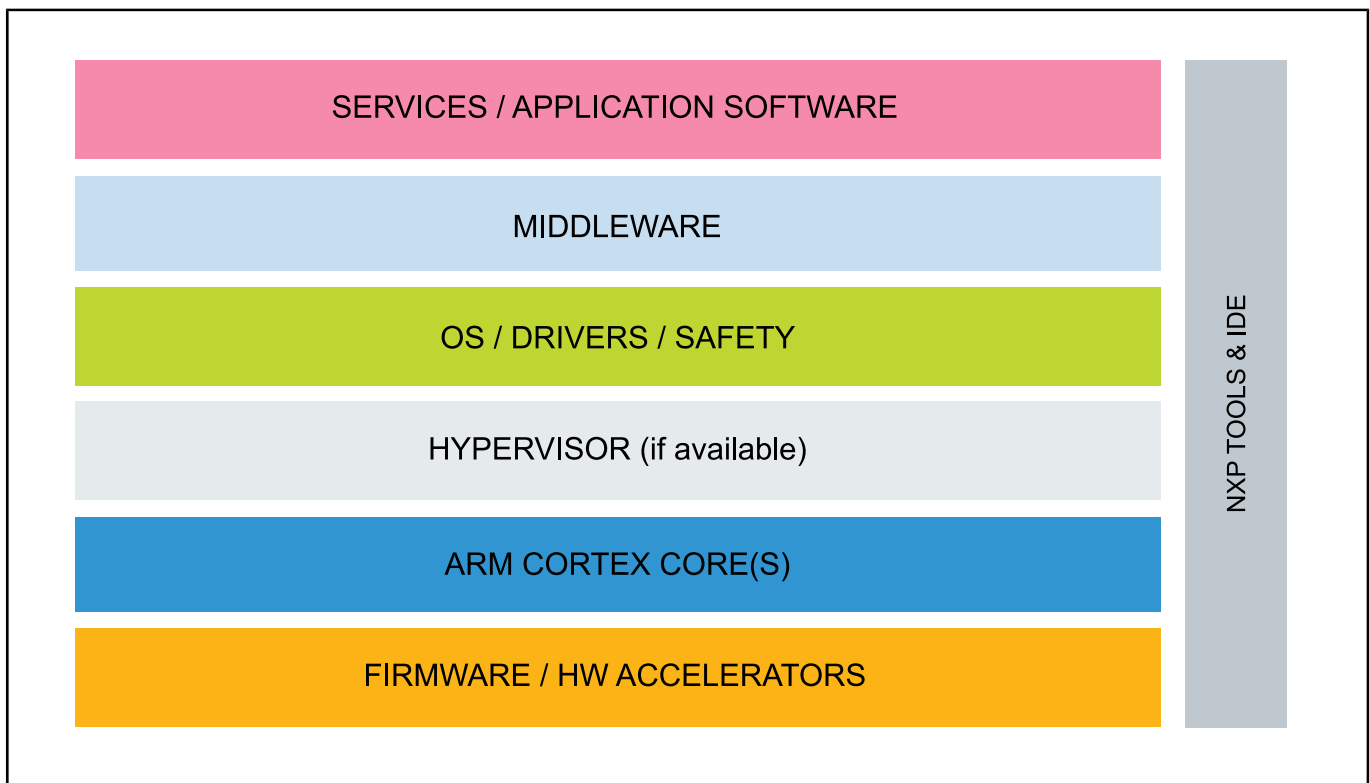 SERVICES / APPLICATION SOFTWARE
MIDDLEWARE
OS / DRIVERS / SAFETY
HYPERVISOR (if available)
ARM CORTEX CORE(S)
FIRMWARE / HW ACCELERATORS
NXP TOOLS & IDE